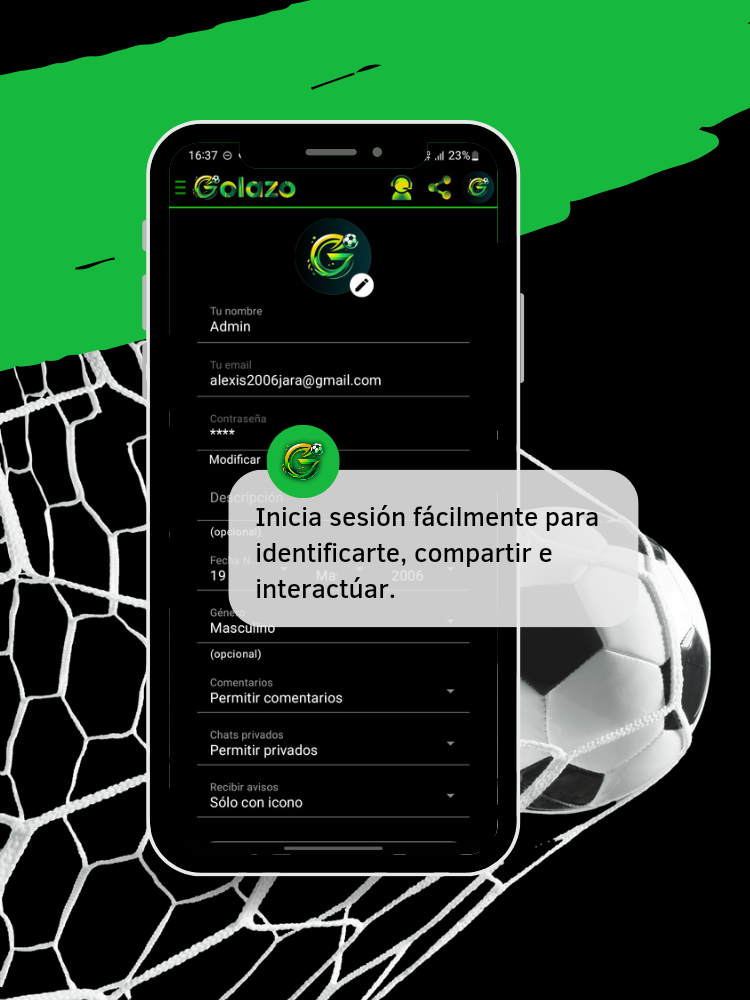 16:37
23%
Golazo
Tu nombre
Admin
Tu email
alexis2006jara@gmail.com
Contraseña
****
Modificar
Descripción
Inicia sesión fácilmente para
identificarte, compartir e
interactúar.
(opcional)
Fecha N
19 Ma 2006
Género
Masculino
(opcional)
Comentarios
Permitir comentarios
Chats privados
Permitir privados
Recibir avisos
Sólo con icono